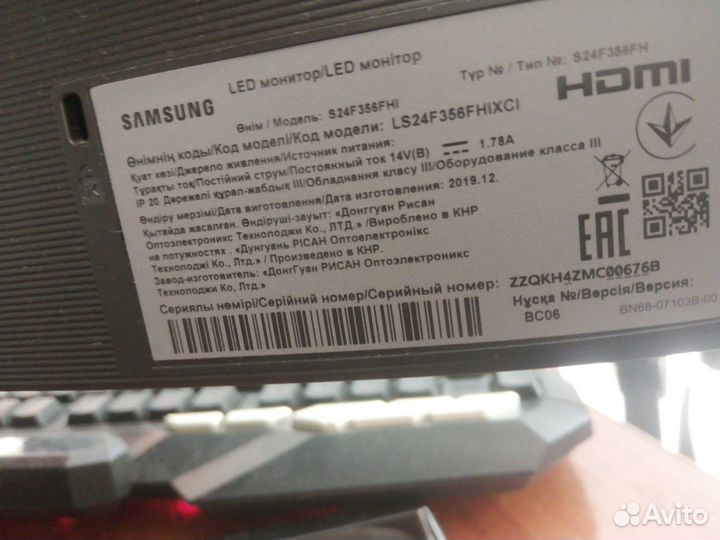 SAMSUNG
LED монитор/LED монітор
Тур № / Тип №: S24F356FH
HDMI
Өнім / Модель: S24F356FHI
Өнімнің коды/Код моделі/Код модели: LS24F356FHIXCI
Қуат көзі/Джерело живлення/Источник питания:
Тұрақты ток/Постійний струм/Постоянный ток 14V(B) 1.78A
IP 20 Дәрежелі құрал-жабдық III/Обладнання класу III/Оборудование класса III
Өндіру мерзімі/Дата виготовлення/Дата изготовления: 2019.12.
Қытайда жасалған. Өндіруші-зауыт: «Донггуан Рисан
Оптоэлектроникс Технолоджи Ко., ЛТД.» /Вироблено в КНР
на потужностях . «Дунгуань РІСАН Оптоелектронікс
Технолоджі Ко., Лтд.» / Произведено в КНР.
Завод-изготовитель: «ДонгГуан РИСАН Оптоэлектроникс
Технолоджи Ко., Лтд.»
EAC
Сериялы нөмірі/Серійний номер/Серийный номер:
ZZQKH4ZMC00676B
Нұсқа №/Версія/Версия:
BC06
BN68-07103B-00
Avito